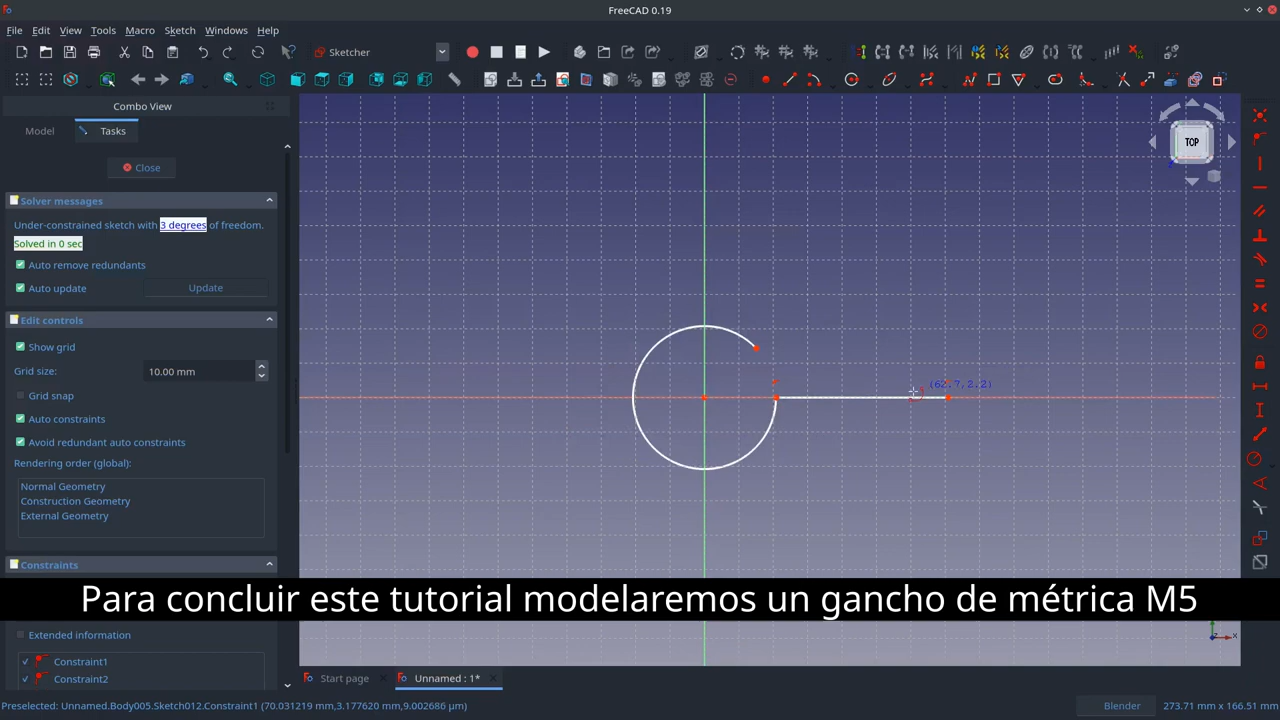 FreeCAD 0.19
File Edit View Tools Macro Sketch Windows Help
Sketcher
Combo View
Model Tasks
Close
Solver messages
Under-constrained sketch with 3 degrees of freedom.
Solved in 0 sec
Auto remove redundants
Auto update Update
Edit controls
Show grid
Grid size: 10.00 mm
Grid snap
Auto constraints
Avoid redundant auto constraints
Rendering order (global):
Normal Geometry
Construction Geometry
External Geometry
Constraints
Extended information
Constraint1
Constraint2
TOP
(62.7,2.2)
Para concluir este tutorial modelaremos un gancho de métrica M5
Start page Unnamed : 1*
Preselected: Unnamed.Body005.Sketch012.Constraint1 (70.031219 mm,3.177620 mm,9.002686 μm) Blender 273.71 mm x 166.51 mm